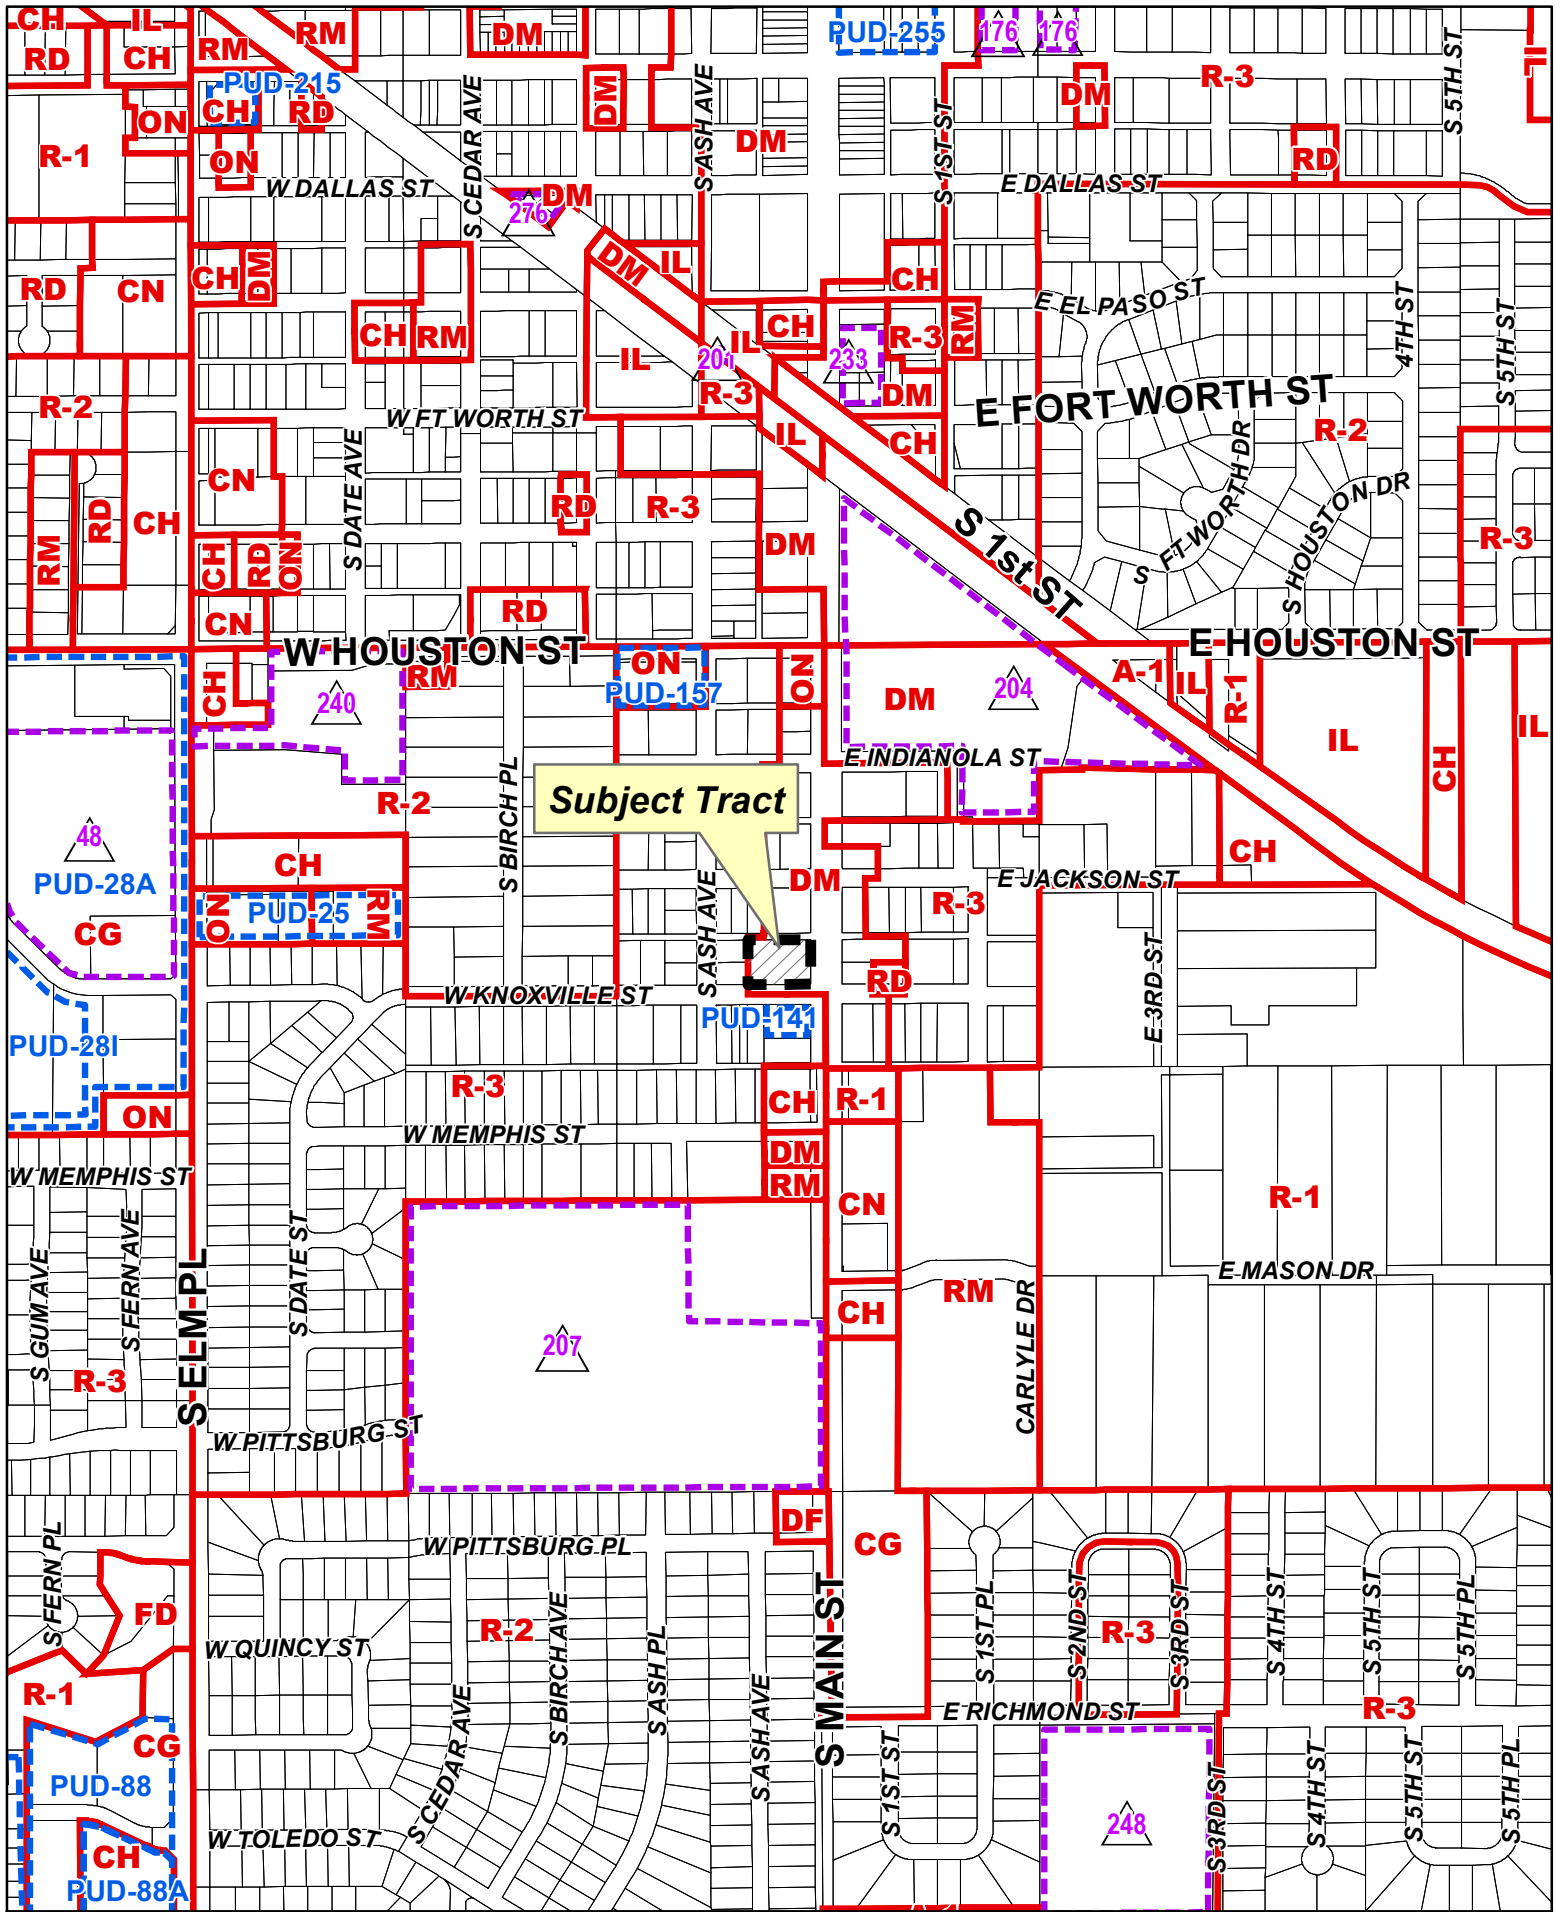 CH
IL
RM
RM
DM
PUD-255
176
176
RD
CH
R-3
IL
S 5TH ST
PUD-215
CH
RD
DM
DM
ON
S CEDAR AVE
S ASH AVE
DM
S 1ST ST
R-1
ON
RD
W DALLAS ST
DM
E DALLAS ST
276
CH
DM
DM
IL
CH
RD
CN
E EL PASO ST
4TH ST
S 5TH ST
CH
RM
CH
R-3
RM
IL
IL
201
233
R-3
DM
R-2
W FT WORTH ST
E FORT WORTH ST
R-2
IL
CH
CN
S DATE AVE
S FT WORTH DR
S HOUSTON DR
RD
R-3
RM
RD
CH
S 1st ST
R-3
CH
RD
ON
DM
CN
RD
W HOUSTON ST
E HOUSTON ST
CH
RM
ON
PUD-157
ON
DM
204
A-1
IL
R-1
IL
CH
IL
240
E INDIANOLA ST
S BIRCH PL
Subject Tract
R-2
48
PUD-28A
CH
DM
CH
E JACKSON ST
S ASH AVE
R-3
ON
PUD-25
RM
CG
E 3RD ST
RD
W KNOXVILLE ST
PUD-141
PUD-28I
R-3
CH
R-1
ON
W MEMPHIS ST
DM
W MEMPHIS ST
RM
CN
R-1
S GUM AVE
S FERN AVE
S ELM PL
S DATE ST
E MASON DR
RM
CH
CARLYLE DR
207
R-3
W PITTSBURG ST
DF
CG
S FERN PL
W PITTSBURG PL
S 1ST PL
S 2ND ST
S 3RD ST
S 4TH ST
S 5TH ST
S 5TH PL
FD
R-2
S BIRCH AVE
S ASH PL
S MAIN ST
R-3
W QUINCY ST
R-1
S CEDAR AVE
S ASH AVE
E RICHMOND ST
R-3
CG
PUD-88
S 1ST ST
S 3RD ST
S 4TH ST
S 5TH ST
S 5TH PL
248
W TOLEDO ST
CH
PUD-88A